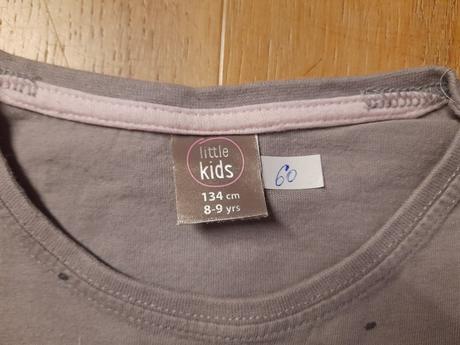 little
kids
134 cm
8-9 yrs
60